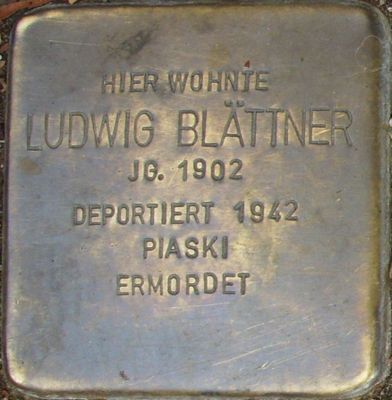 HIER WOHNTE
LUDWIG BLÄTTNER
JG. 1902
DEPORTIERT 1942
PIASKI
ERMORDET